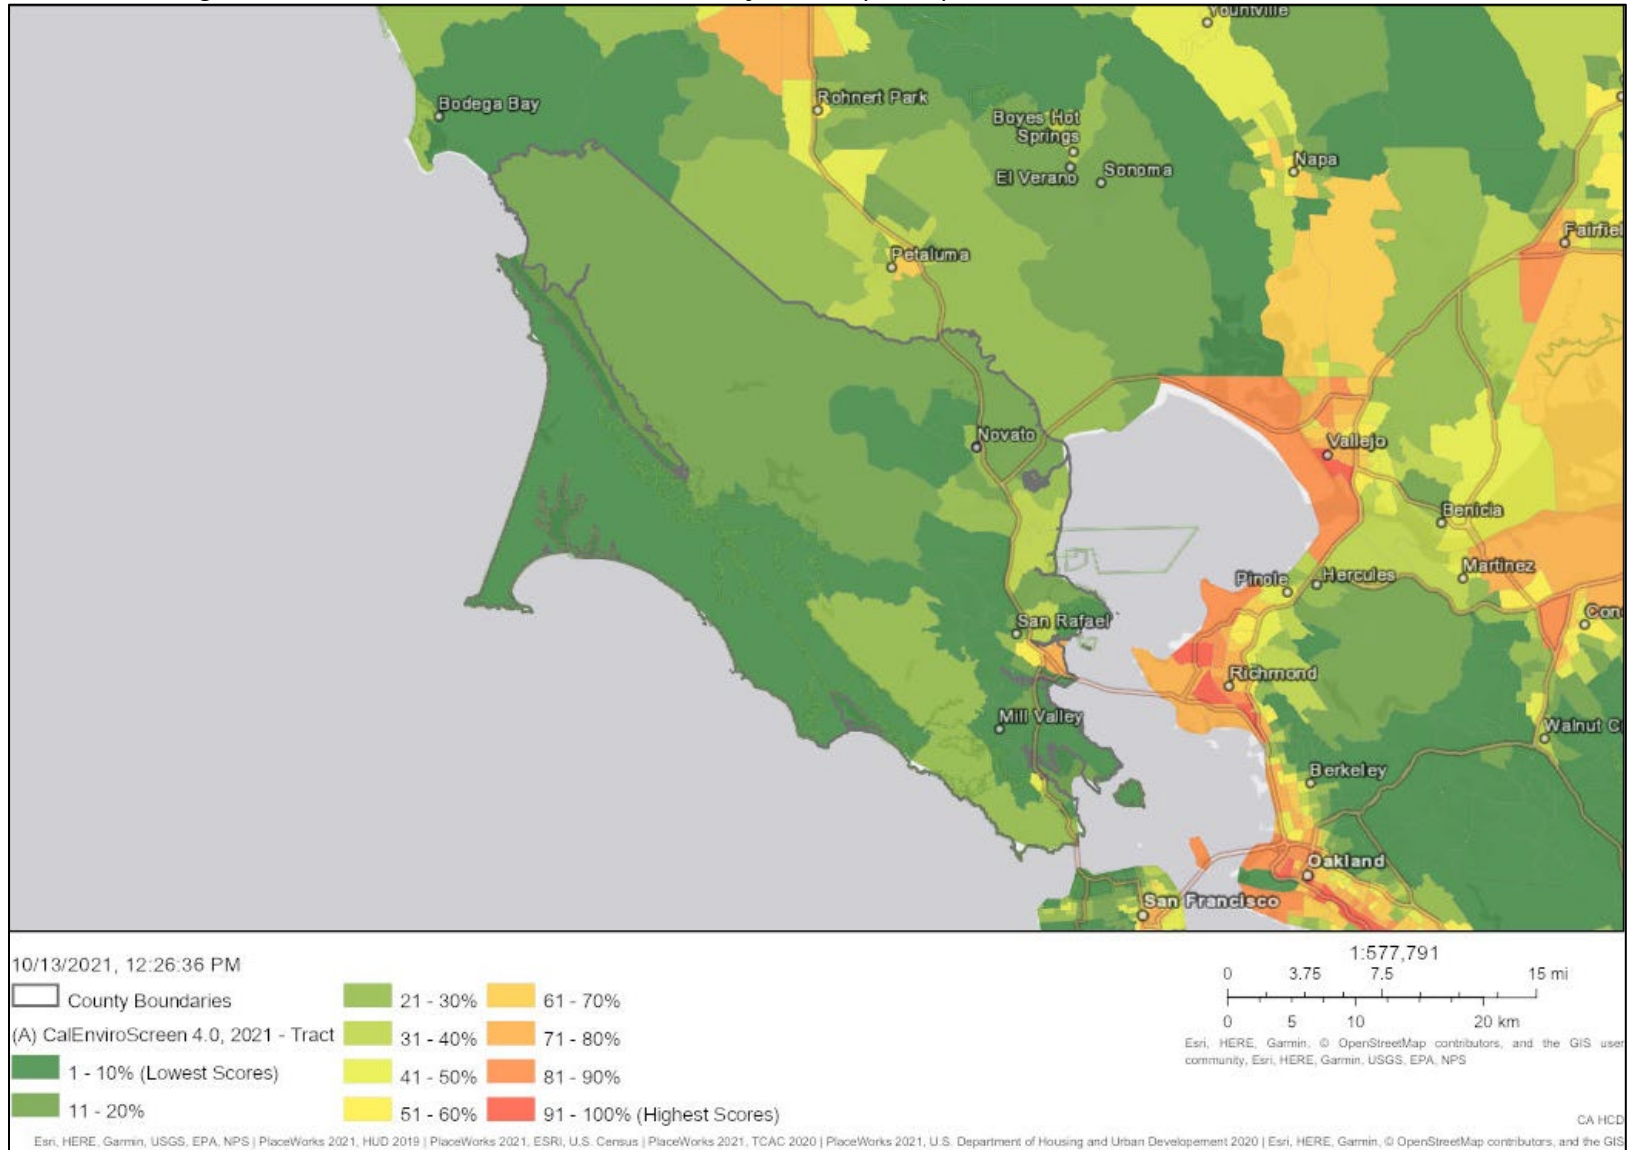 Yountville
Bodega Bay
Rohnert Park
Boyes Hot
Springs
Napa
El Verano
Sonoma
Fairfiel
Petaluma
Novato
Vallejo
Benicia
Martinez
Pinole
Hercules
Con
San Rafael
Richmond
Mill Valley
Walnut C
Berkeley
Oakland
San Francisco
10/13/2021, 12:26:36 PM
County Boundaries
(A) CalEnviroScreen 4.0, 2021 - Tract
1 - 10% (Lowest Scores)
11 - 20%
21 - 30%
31 - 40%
41 - 50%
51 - 60%
61 - 70%
71 - 80%
81 - 90%
91 - 100% (Highest Scores)
1:577,791
0 3.75 7.5 15 mi
0 5 10 20 km
Esri, HERE, Garmin, © OpenStreetMap contributors, and the GIS user
community, Esri, HERE, Garmin, USGS, EPA, NPS
CA HCD
Esri, HERE, Garmin, USGS, EPA, NPS | PlaceWorks 2021, HUD 2019 | PlaceWorks 2021, ESRI, U.S. Census | PlaceWorks 2021, TCAC 2020 | PlaceWorks 2021, U.S. Department of Housing and Urban Developement 2020 | Esri, HERE, Garmin, © OpenStreetMap contributors, and the GIS